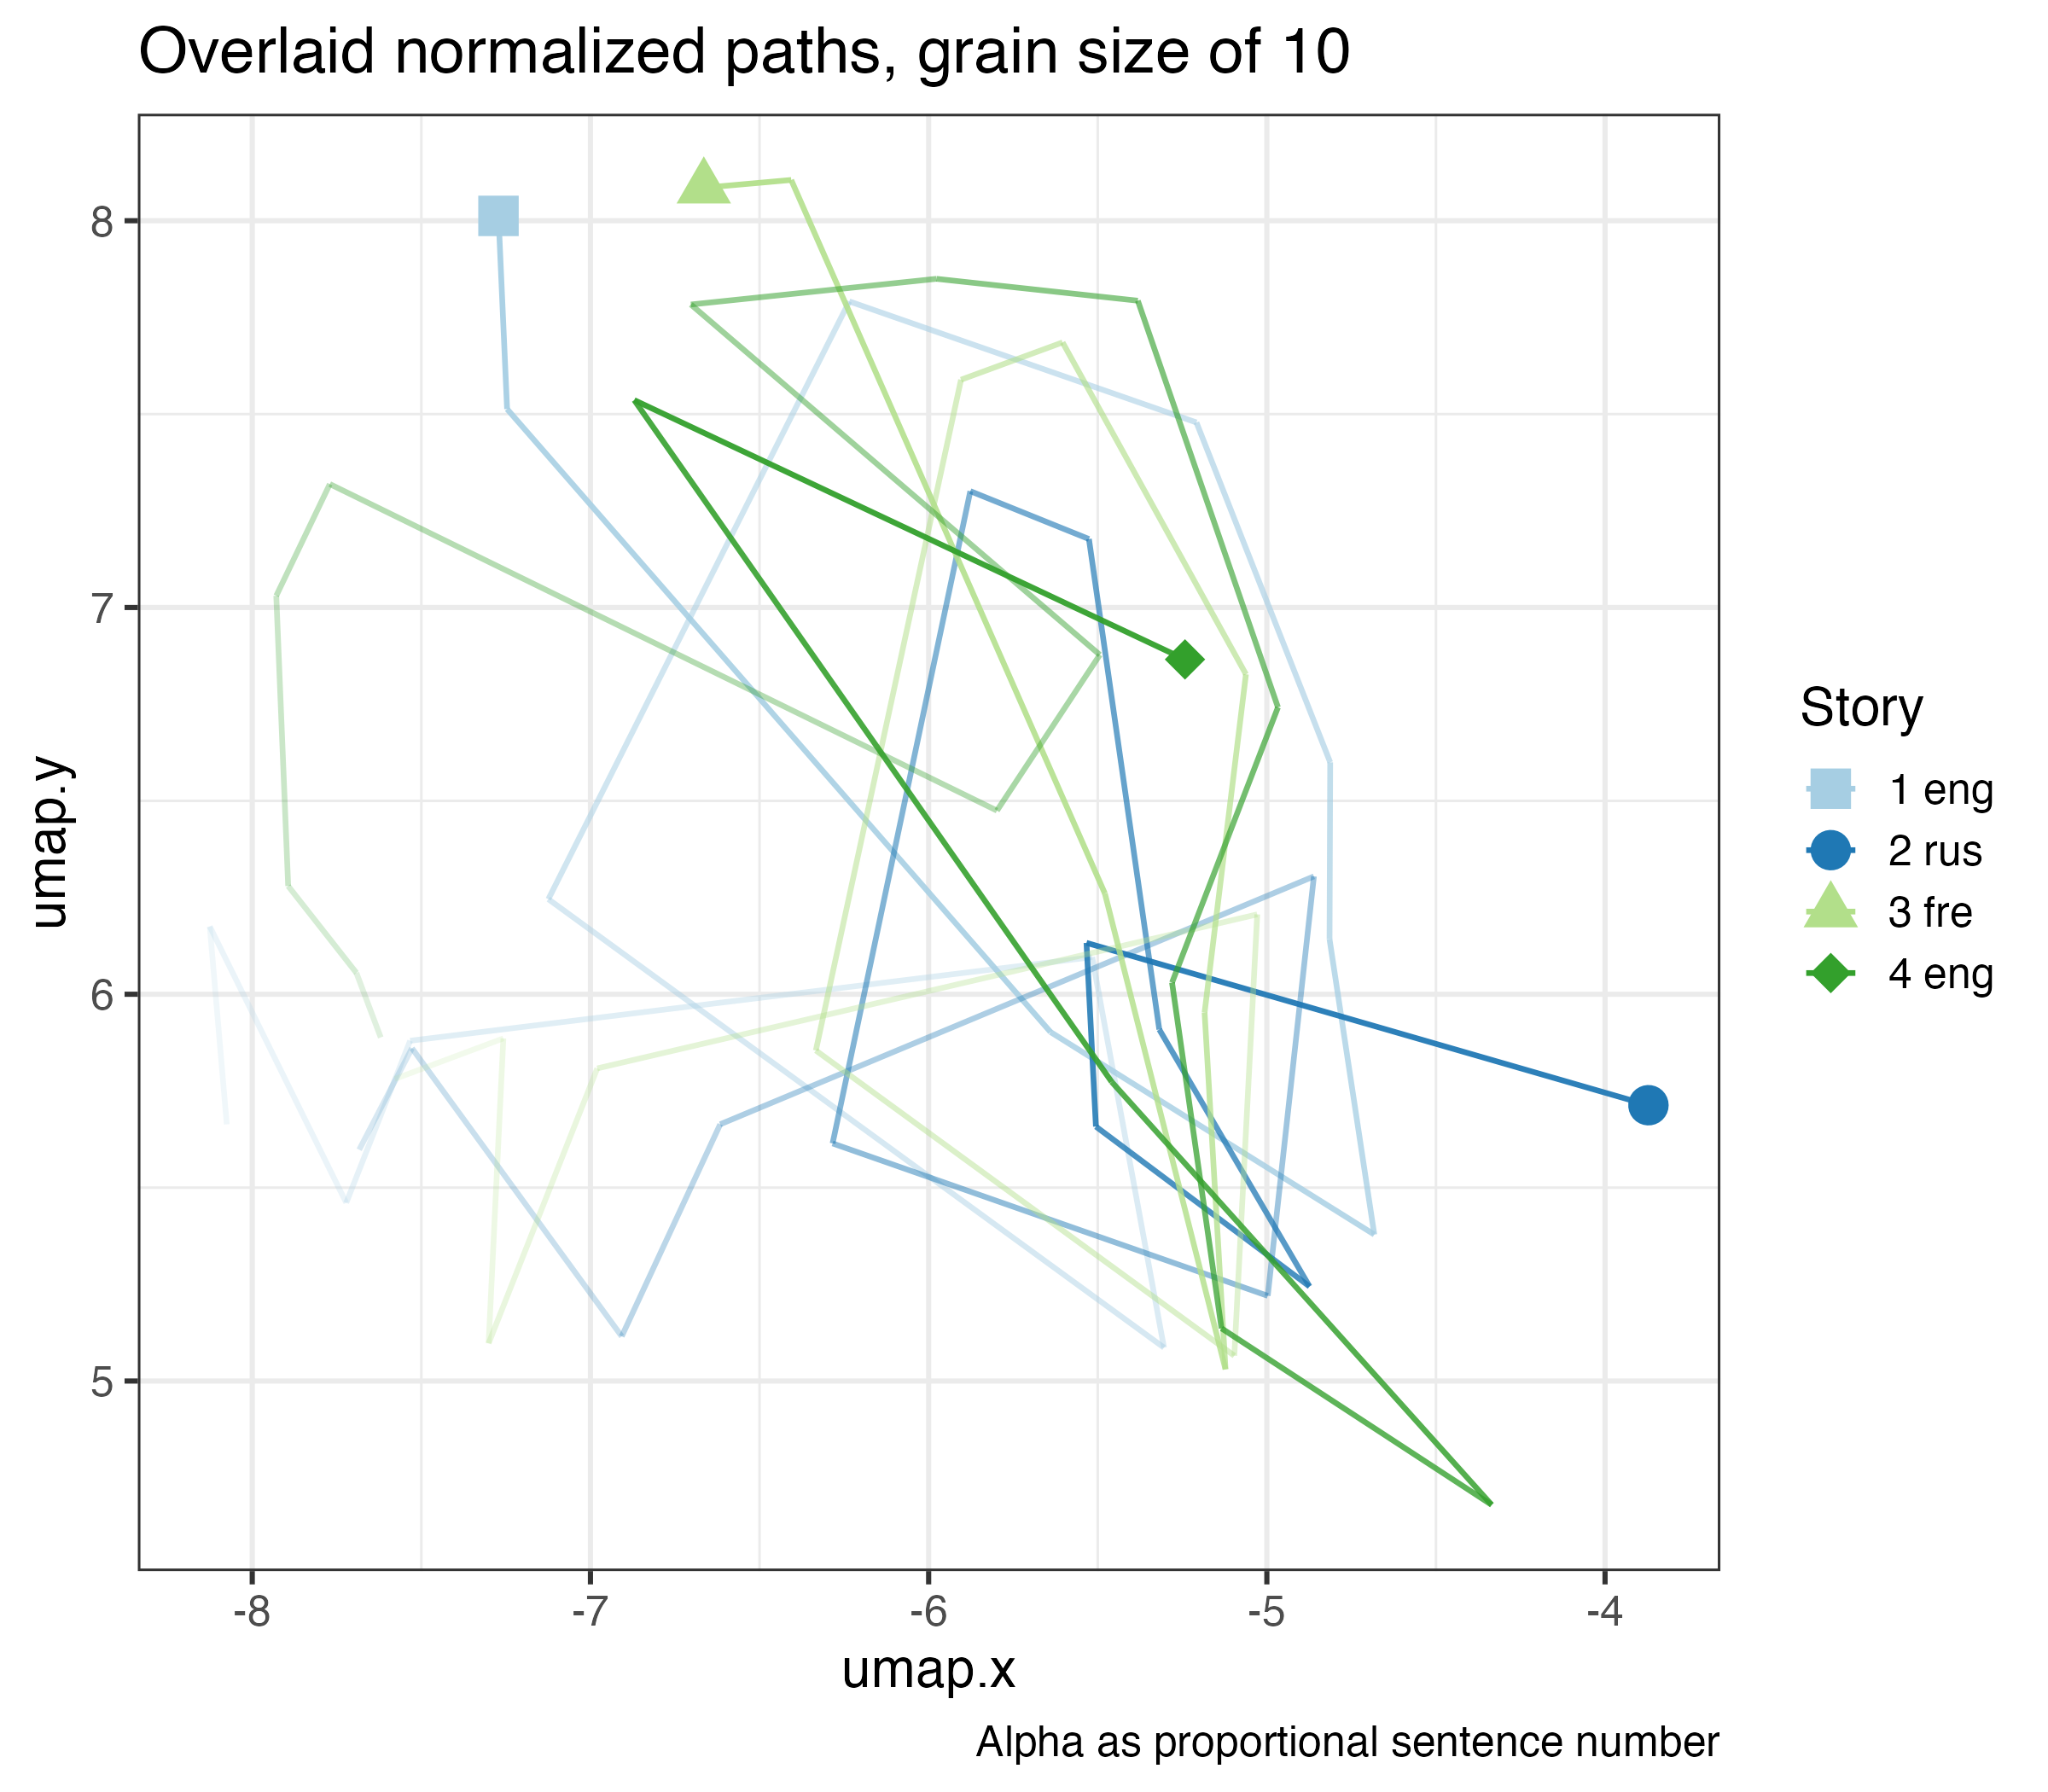 Overlaid normalized paths, grain size of 10
8
7
6
5
umap.y
-8 -7 -6 -5 -4
umap.x
Story
1 eng
2 rus
3 fre
4 eng
Alpha as proportional sentence number